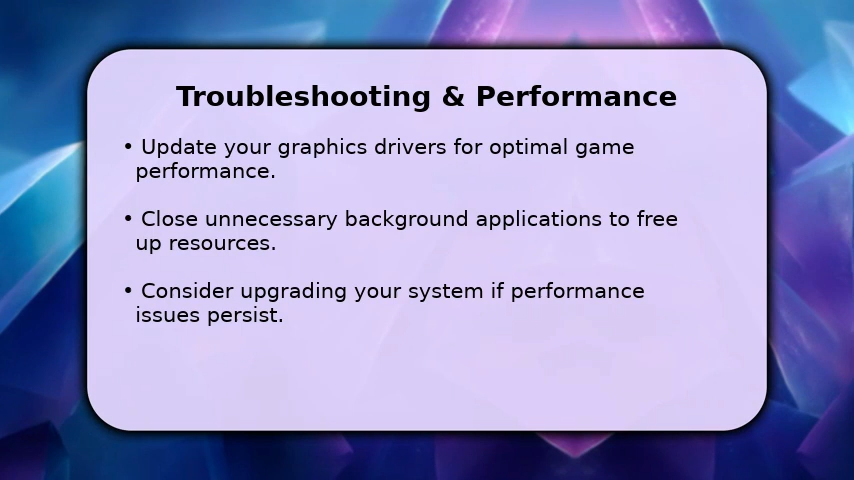 Troubleshooting & Performance
• Update your graphics drivers for optimal game
performance.
• Close unnecessary background applications to free
up resources.
• Consider upgrading your system if performance
issues persist.